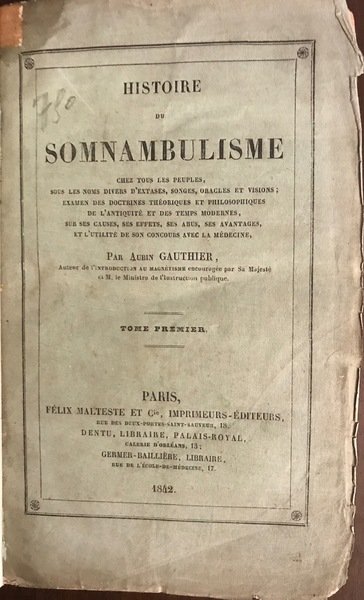 750
HISTOIRE
DU
SOMNAMBULISME
CHEZ TOUS LES PEUPLES,
SOUS LES NOMS DIVERS D'EXTASES, SONGES, ORACLES ET VISIONS;
EXAMEN DES DOCTRINES THÉORIQUES ET PHILOSOPHIQUES
DE L'ANTIQUITÉ ET DES TEMPS MODERNES,
SUR SES CAUSES, SES EFFETS, SES ABUS, SES AVANTAGES,
ET L'UTILITÉ DE SON CONCOURS AVEC LA MÉDECINE,
PAR AUBIN GAUTHIER,
Auteur de l'INTRODUCTION AU MAGNÉTISME encouragée par Sa Majesté
et M. le Ministre de l'Instruction publique.
TOME PREMIER.
PARIS,
FÉLIX MALTESTE ET Cie, IMPRIMEURS-ÉDITEURS,
RUE DES DEUX-PORTES-SAINT-SAUVEUR, 18.
DENTU, LIBRAIRE, PALAIS-ROYAL,
GALERIE D'ORLÉANS, 13;
GERMER-BAILLIÈRE, LIBRAIRE,
RUE DE L'ÉCOLE-DE-MÉDECINE, 17.
1842.